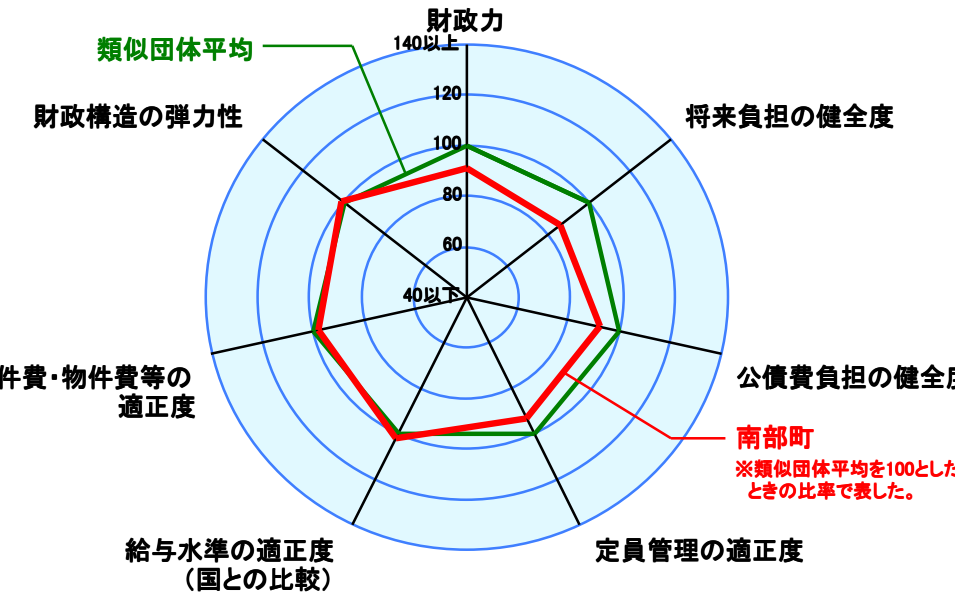 財政力
140以上
類似団体平均
120
財政構造の弾力性
将来負担の健全度
100
80
60
40以下
件費・物件費等の
適正度
公債費負担の健全度
南部町
※類似団体平均を100とした
ときの比率で表した。
給与水準の適正度
(国との比較)
定員管理の適正度